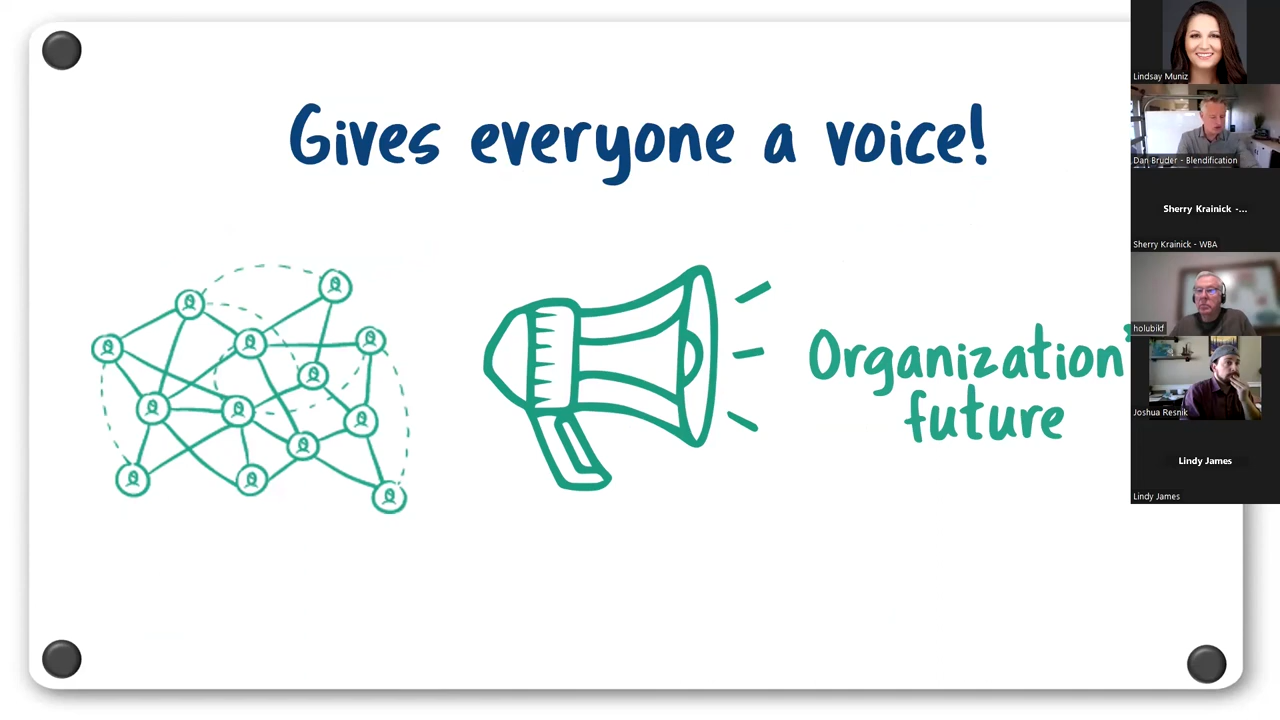 Gives everyone a voice!
Organization'
future
Lindsay Muniz
Dan Bruder - Blendification
Sherry Krainick -...
Sherry Krainick - WBA
holubikf
Joshua Resnik
Lindy James
Lindy James